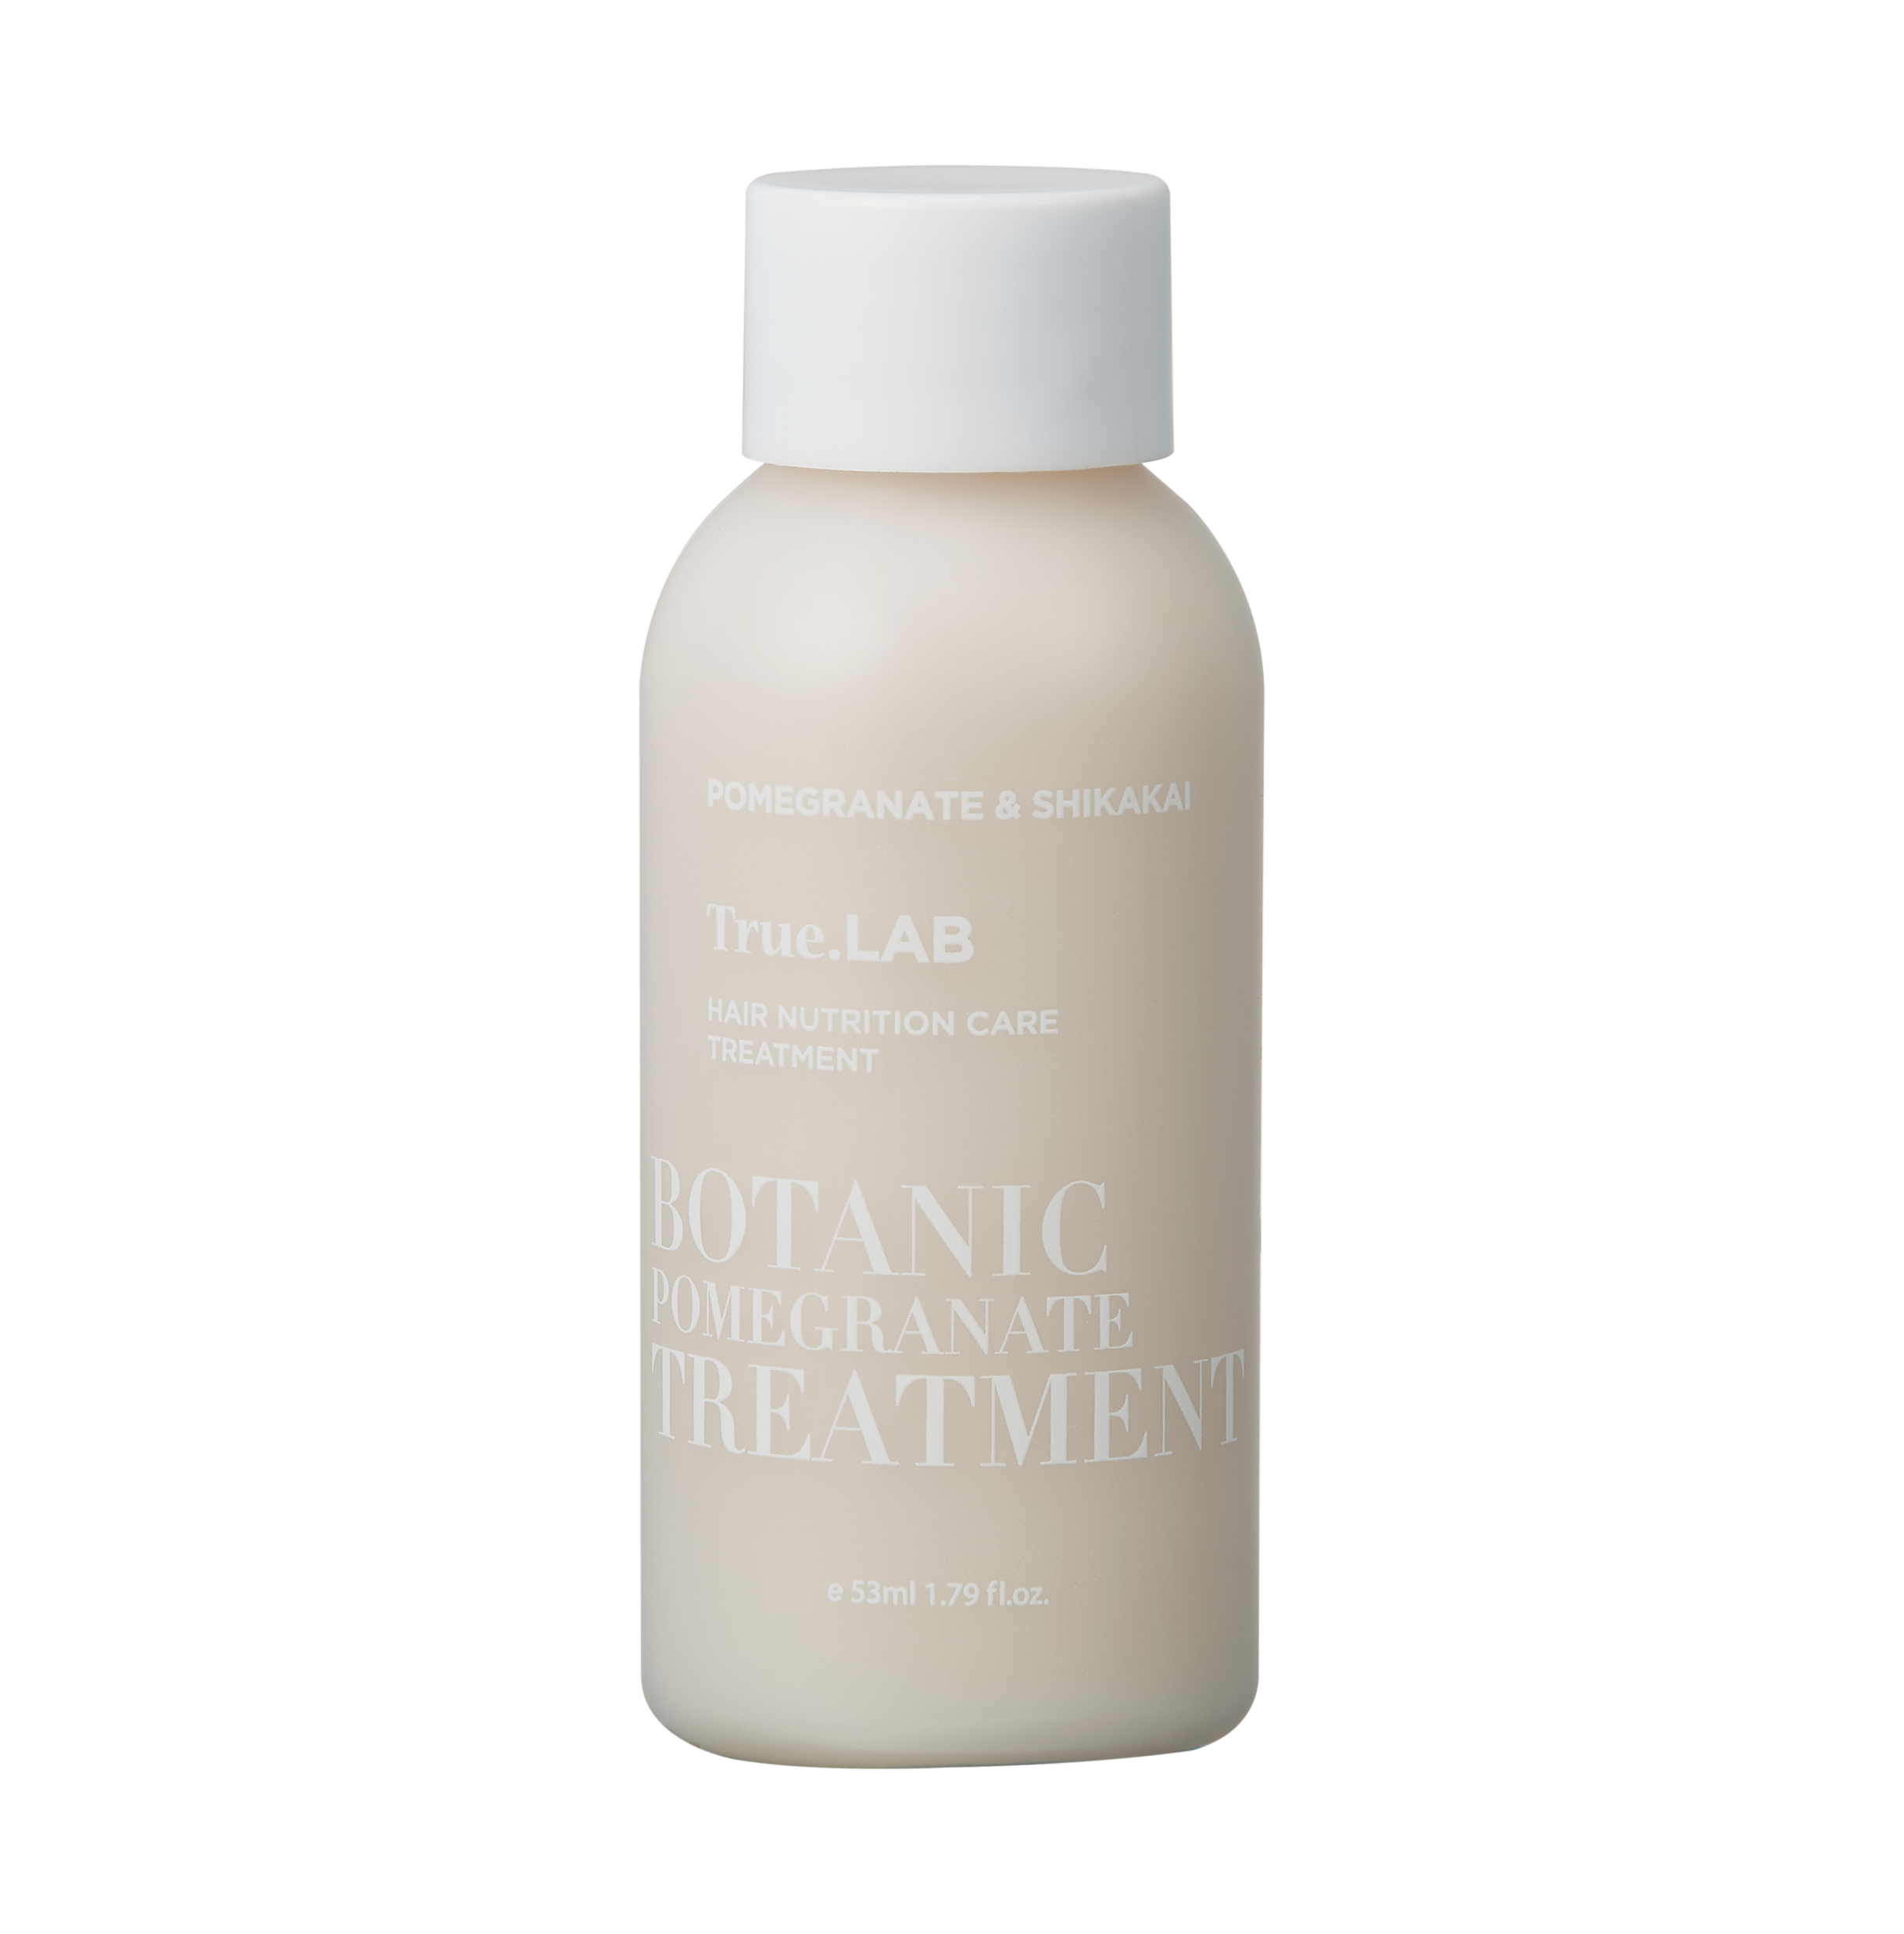 POMEGRANATE & SHIKAKAI
True.LAB
HAIR NUTRITION CARE
TREATMENT
BOTANIC
POMEGRANATE
TREATMENT
e 53ml 1.79 fl.oz.